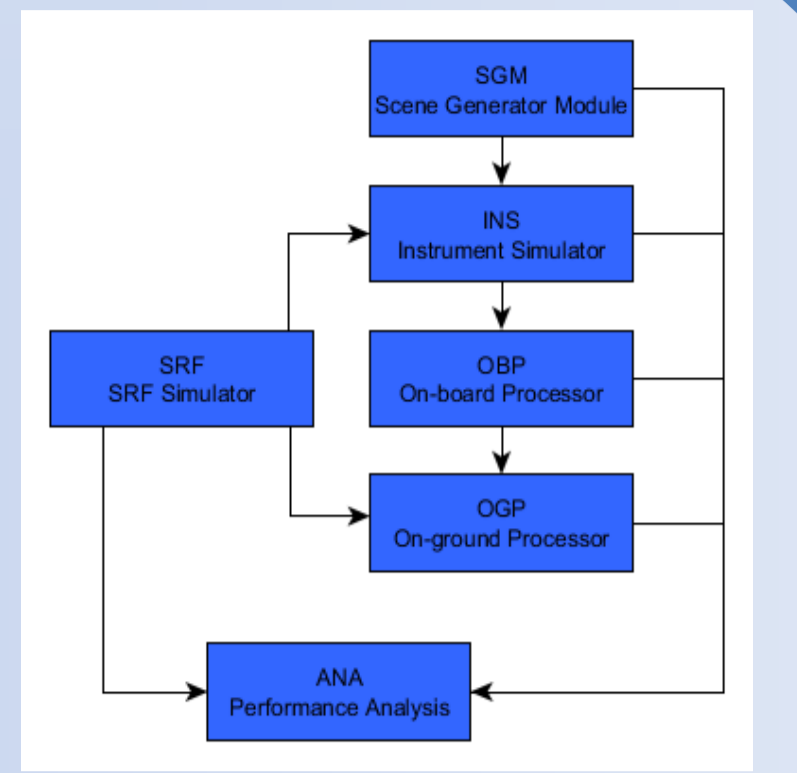 SGM
Scene Generator Module
INS
Instrument Simulator
SRF
SRF Simulator
OBP
On-board Processor
OGP
On-ground Processor
ANA
Performance Analysis